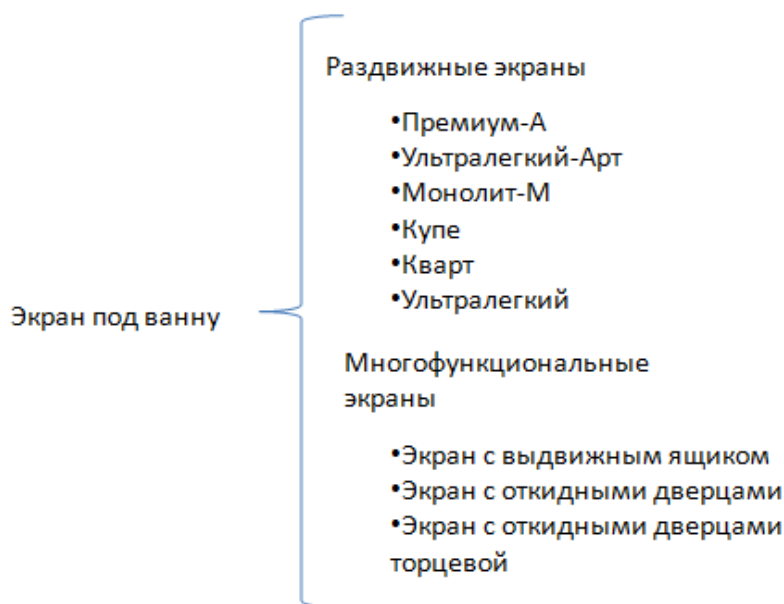 Раздвижные экраны
•Премиум-А
•Ультралегкий-Арт
•Монолит-М
•Купе
•Кварт
•Ультралегкий
Экран под ванну
Многофункциональные
экраны
•Экран с выдвижным ящиком
•Экран с откидными дверцами
•Экран с откидными дверцами
торцевой